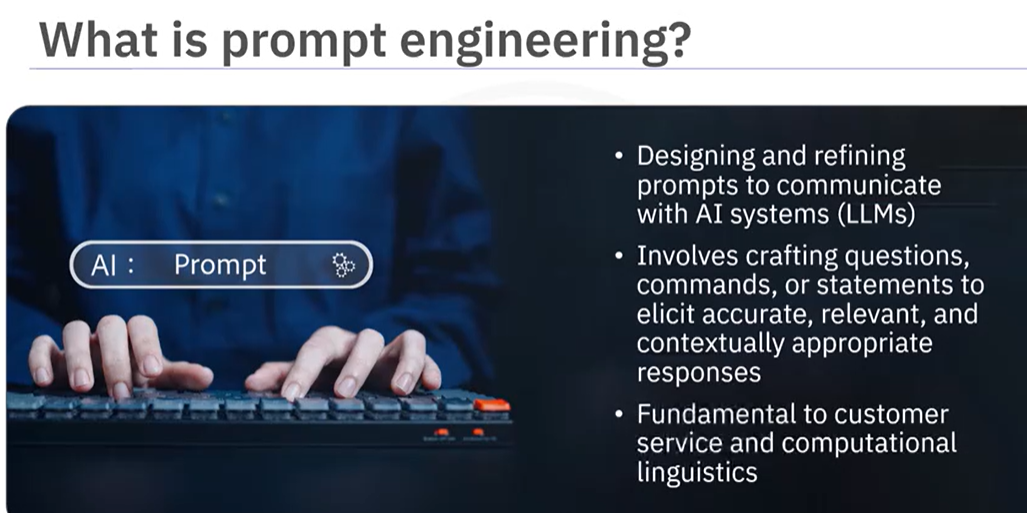 What is prompt engineering?
AI : Prompt
• Designing and refining
prompts to communicate
with AI systems (LLMs)
• Involves crafting questions,
commands, or statements to
elicit accurate, relevant, and
contextually appropriate
responses
• Fundamental to customer
service and computational
linguistics